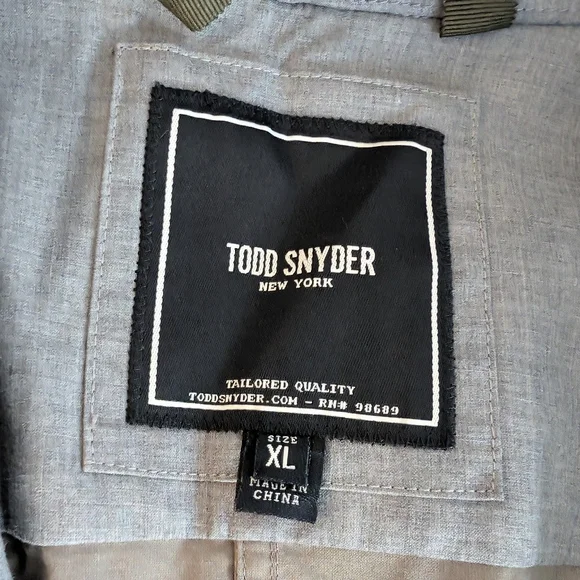 TODD SNYDER
NEW YORK
TAILORED QUALITY
TODDSNYDER.COM - RN# 98689
SIZE
XL
MADE IN
CHINA